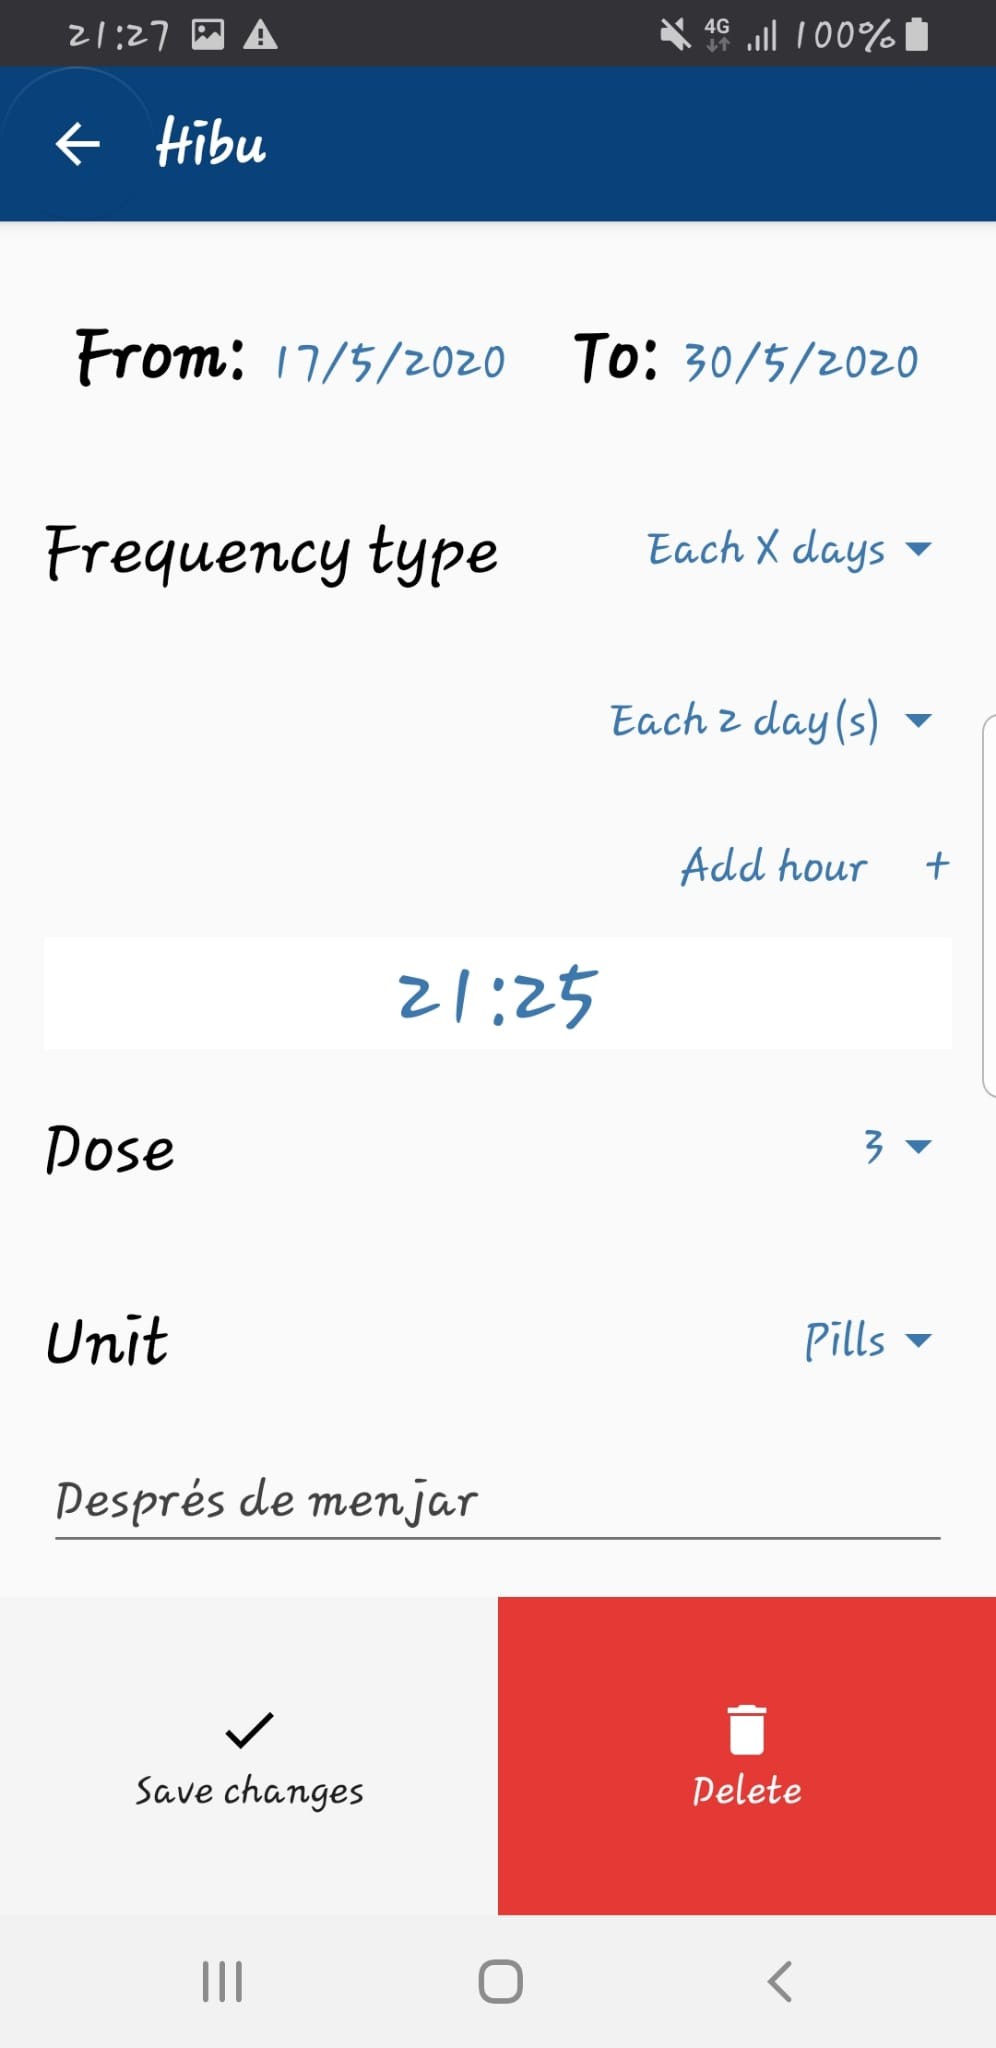 21:27 4G 100%
Hibu
From: 17/5/2020 To: 30/5/2020
Frequency type Each X days
Each 2 day(s)
Add hour +
21:25
Dose 3
Unit Pills
Després de menjar
Save changes Delete